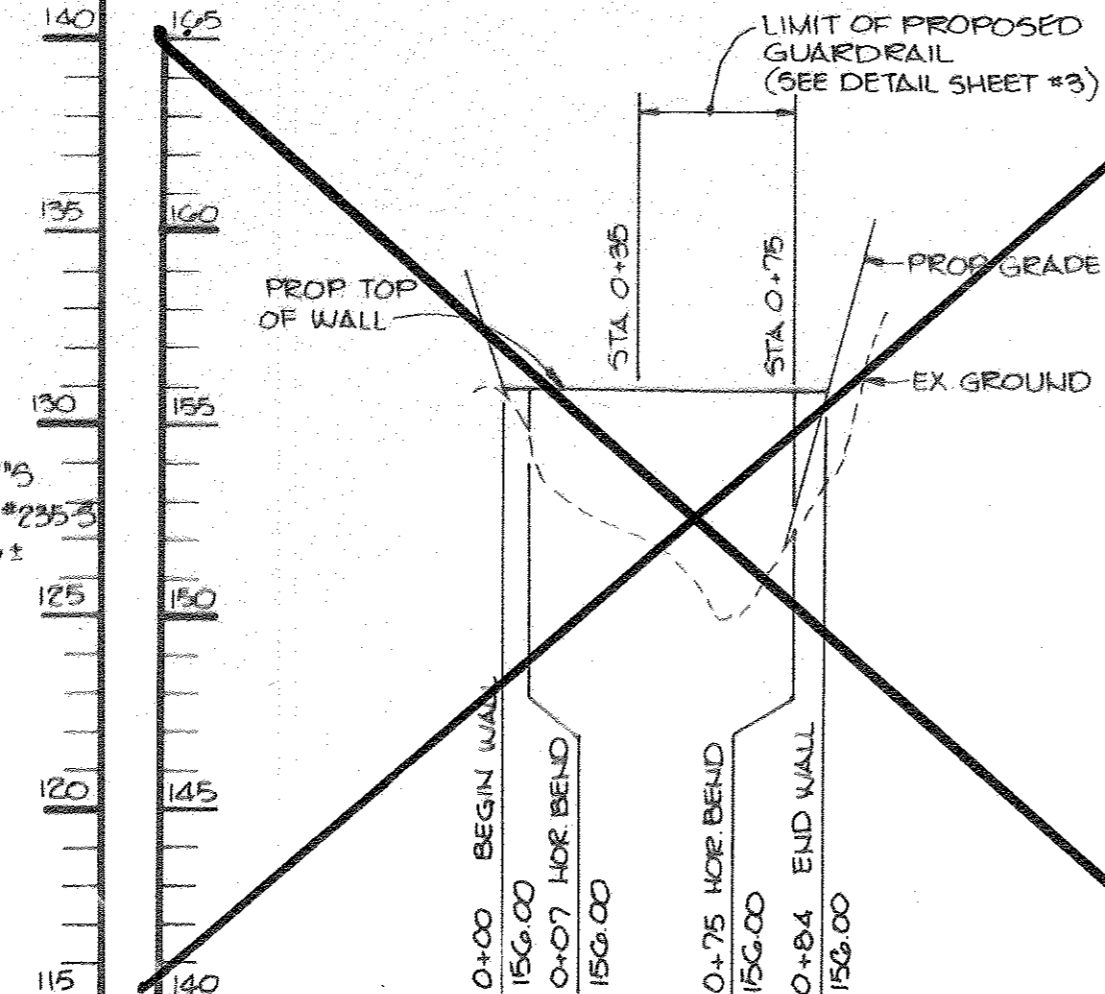 140
165
LIMIT OF PROPOSED
GUARDRAIL
(SEE DETAIL SHEET #3)
135
160
STA. 0+35
STA. 0+75
PROP. GRADE
PROP. TOP
OF WALL
EX. GROUND
130
155
#235-3
±
125
150
120
145
115
140
0+00 BEGIN WALL
156.00
0+07 HOR. BEND
156.00
0+75 HOR. BEND
156.00
0+84 END WALL
156.00